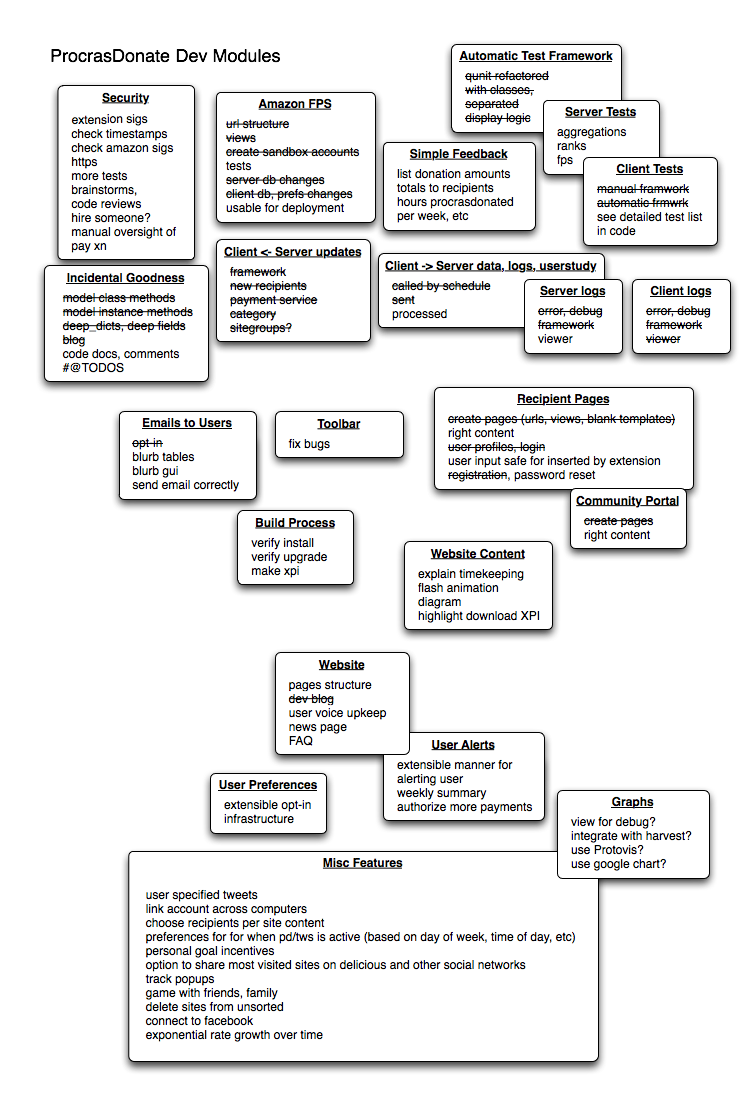 ProcrasDonate Dev Modules
Automatic Test Framework
qunit refactored
with classes,
separated
display logic
Security
extension sigs
check timestamps
check amazon sigs
https
more tests
brainstorms,
code reviews
hire someone?
manual oversight of
pay xn
Amazon FPS
url structure
views
create sandbox accounts
tests
server db changes
client db, prefs changes
usable for deployment
Server Tests
aggregations
ranks
fps
Simple Feedback
list donation amounts
totals to recipients
hours procrasdonated
per week, etc
Client Tests
manual framwork
automatic frmwrk
see detailed test list
in code
Client <- Server updates
framework
new recipients
payment service
category
sitegroups?
Client -> Server data, logs, userstudy
called by schedule
sent
processed
Incidental Goodness
model class methods
model instance methods
deep_dicts, deep fields
blog
code docs, comments
#@TODOS
Server logs
error, debug
framework
viewer
Client logs
error, debug
framework
viewer
Recipient Pages
create pages (urls, views, blank templates)
right content
user profiles, login
user input safe for inserted by extension
registration, password reset
Emails to Users
opt in
blurb tables
blurb gui
send email correctly
Toolbar
fix bugs
Community Portal
create pages
right content
Build Process
verify install
verify upgrade
make xpi
Website Content
explain timekeeping
flash animation
diagram
highlight download XPI
Website
pages structure
dev blog
user voice upkeep
news page
FAQ
User Alerts
extensible manner for
alerting user
weekly summary
authorize more payments
User Preferences
extensible opt-in
infrastructure
Graphs
view for debug?
integrate with harvest?
use Protovis?
use google chart?
Misc Features
user specified tweets
link account across computers
choose recipients per site content
preferences for for when pd/tws is active (based on day of week, time of day, etc)
personal goal incentives
option to share most visited sites on delicious and other social networks
track popups
game with friends, family
delete sites from unsorted
connect to facebook
exponential rate growth over time